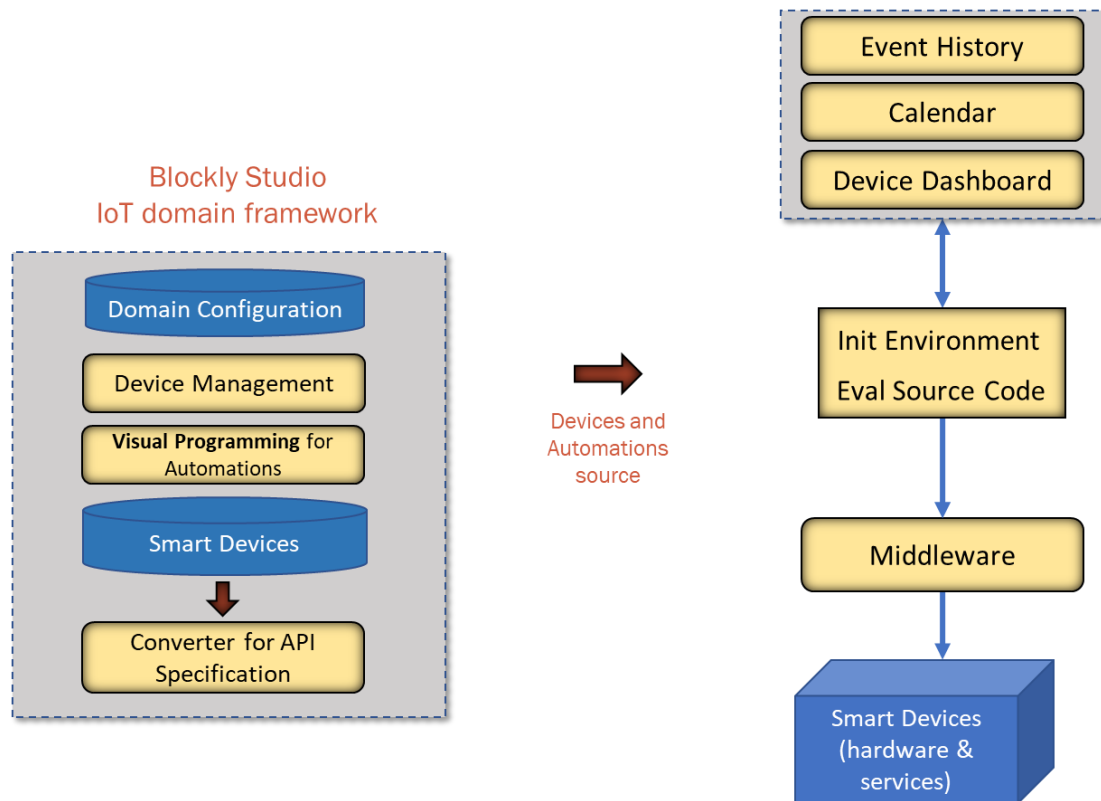 Blockly Studio
IoT domain framework
Domain Configuration
Device Management
Visual Programming for
Automations
Smart Devices
Converter for API
Specification
Devices and
Automations
source
Event History
Calendar
Device Dashboard
Init Environment
Eval Source Code
Middleware
Smart Devices
(hardware &
services)